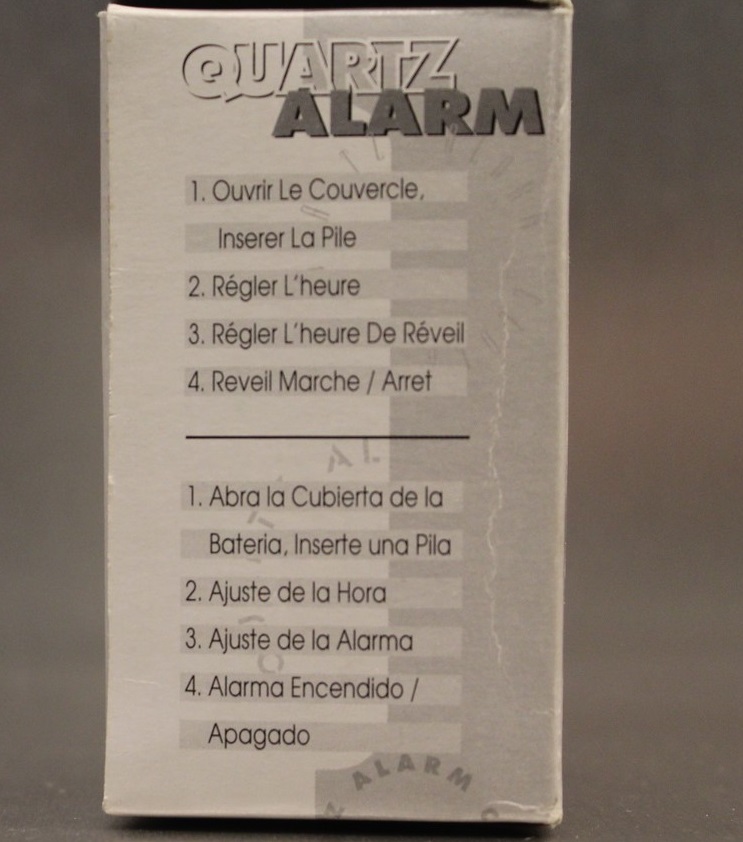 QUARTZ
ALARM
1. Ouvrir Le Couvercle,
Inserer La Pile
2. Régler L'heure
3. Régler L'heure De Réveil
4. Reveil Marche / Arret
1. Abra la Cubierta de la
Bateria, Inserte una Pila
2. Ajuste de la Hora
3. Ajuste de la Alarma
4. Alarma Encendido /
Apagado
ALARM